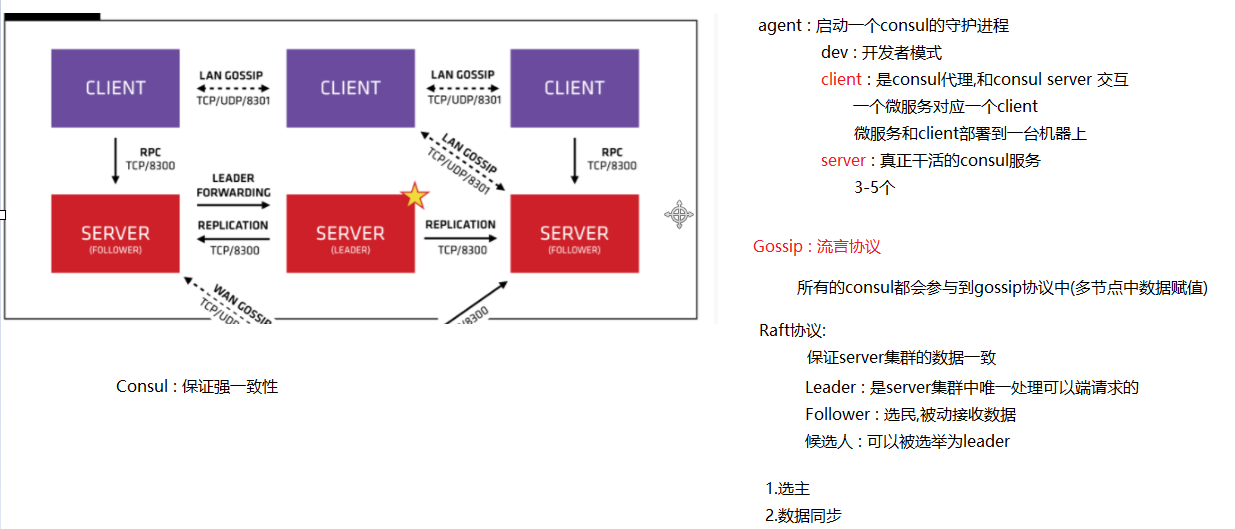 CLIENT
LAN GOSSIP
TCP/UDP/8301
CLIENT
LAN GOSSIP
TCP/UDP/8301
CLIENT
RPC
TCP/8300
LAN GOSSIP
TCP/UDP/8301
RPC
TCP/8300
SERVER
(FOLLOWER)
LEADER
FORWARDING
REPLICATION
TCP/8300
SERVER
(LEADER)
REPLICATION
TCP/8300
SERVER
(FOLLOWER)
WAN GOSSIP
TCP/UDP
/8300
Consul : 保证强一致性
agent : 启动一个consul的守护进程
dev : 开发者模式
client : 是consul代理,和consul server 交互
一个微服务对应一个client
微服务和client部署到一台机器上
server : 真正干活的consul服务
3-5个
Gossip : 流言协议
所有的consul都会参与到gossip协议中(多节点中数据赋值)
Raft协议:
保证server集群的数据一致
Leader : 是server集群中唯一处理可以端请求的
Follower : 选民,被动接收数据
候选人 : 可以被选举为leader
1.选主
2.数据同步